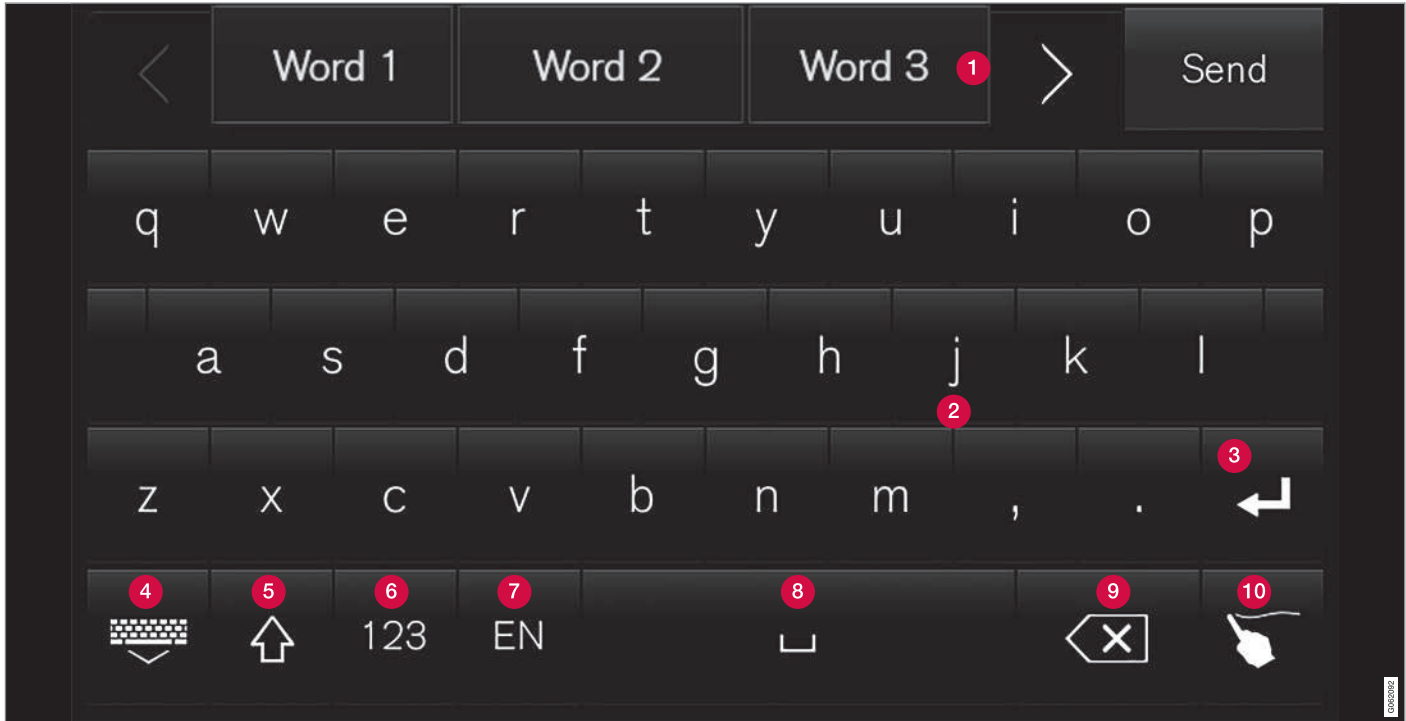 Word 1 Word 2 Word 3 1 Send
q w e r t y u i o p
a s d f g h j k l
2
3
z x c v b n m , .
4 5 6 7 8 9 10
123 EN
G062092